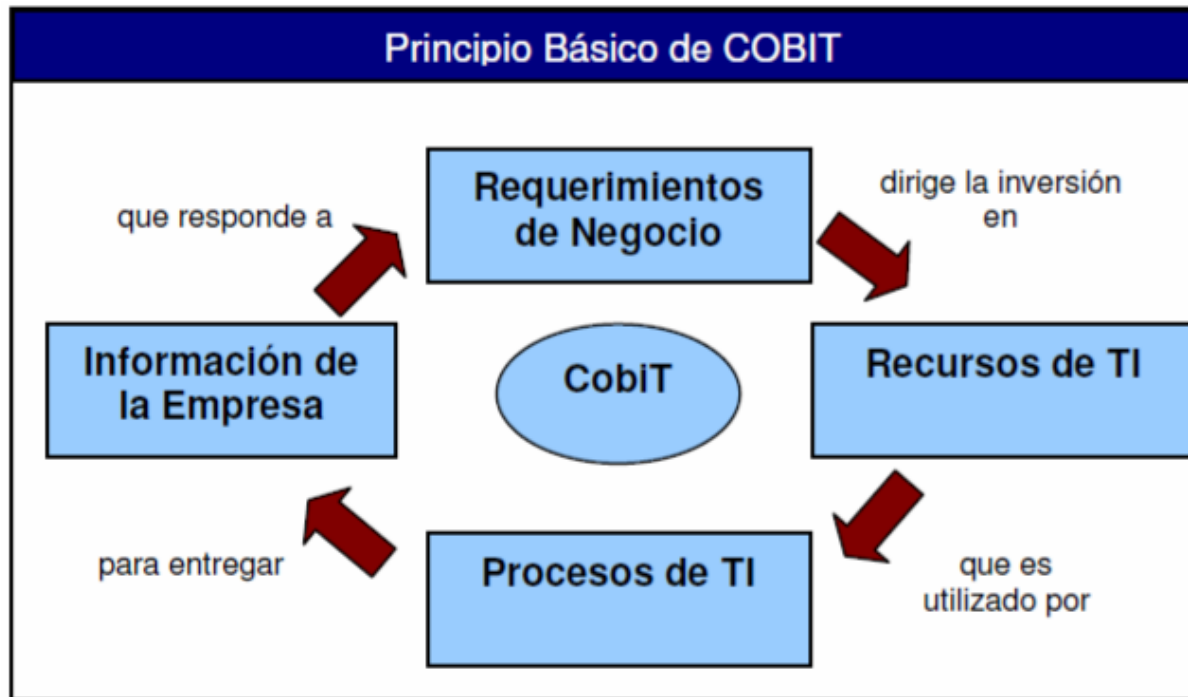 Principio Básico de COBIT
Requerimientos
de Negocio
dirige la inversión
en
Recursos de TI
que es
utilizado por
Procesos de TI
para entregar
Información de
la Empresa
que responde a
CobiT